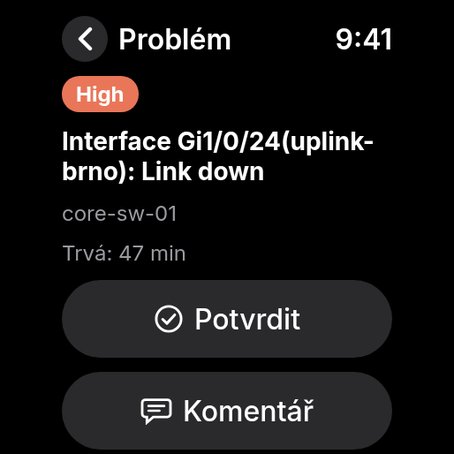 Problém 9:41
High
Interface Gi1/0/24(uplink-
brno): Link down
core-sw-01
Trvá: 47 min
Potvrdit
Komentář